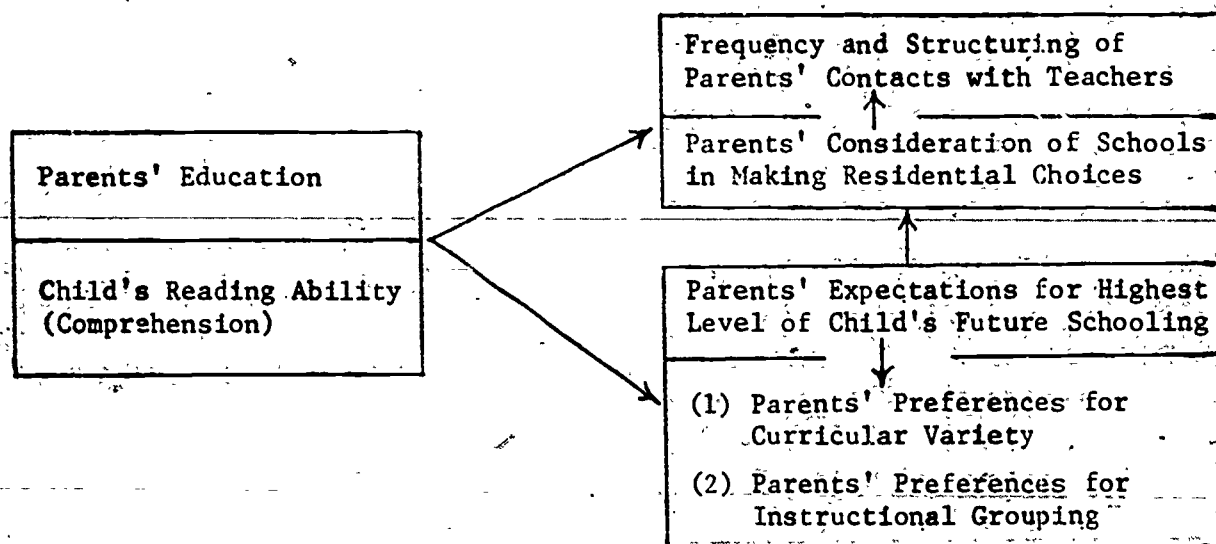 Parents' Education
Child's Reading Ability
(Comprehension)
Frequency and Structuring of
Parents' Contacts with Teachers
Parents' Consideration of Schools
in Making Residential Choices
Parents' Expectations for Highest
Level of Child's Future Schooling
(1) Parents' Preferences for
Curricular Variety
(2) Parents' Preferences for
Instructional Grouping